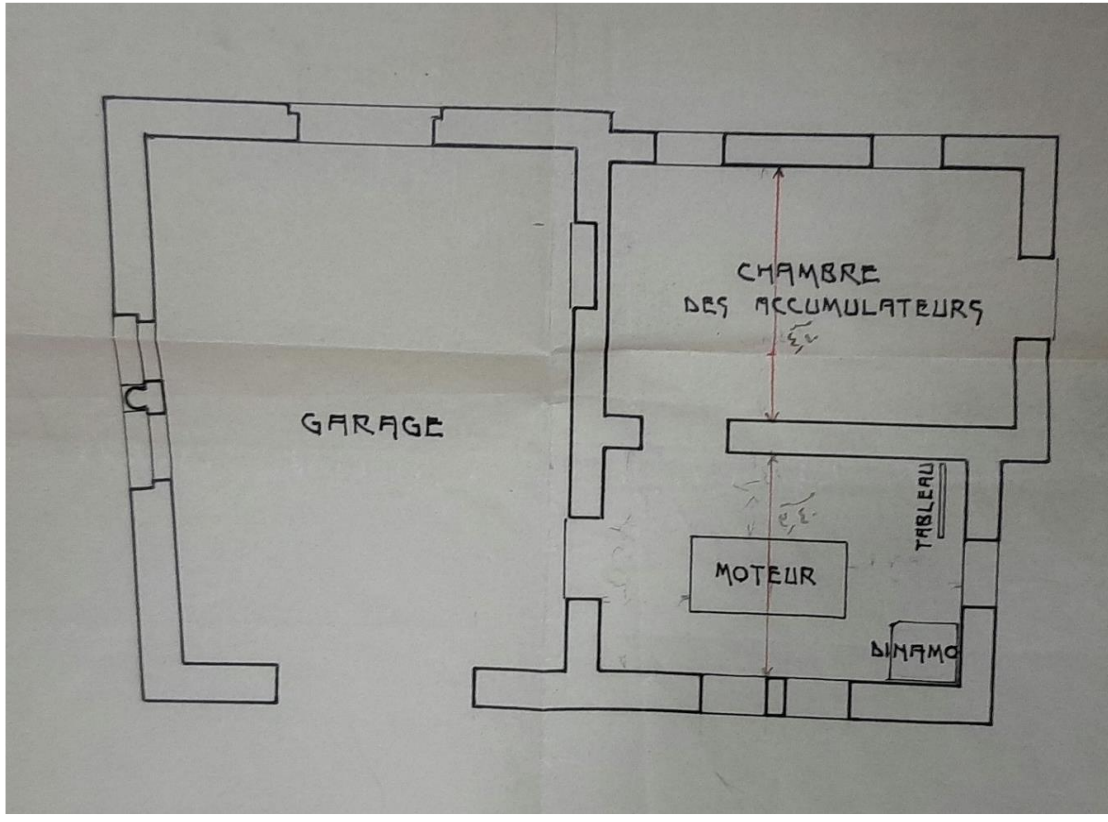 CHAMBRE
DES ACCUMULATEURS
GARAGE
TABLEAU
MOTEUR
DINAMO